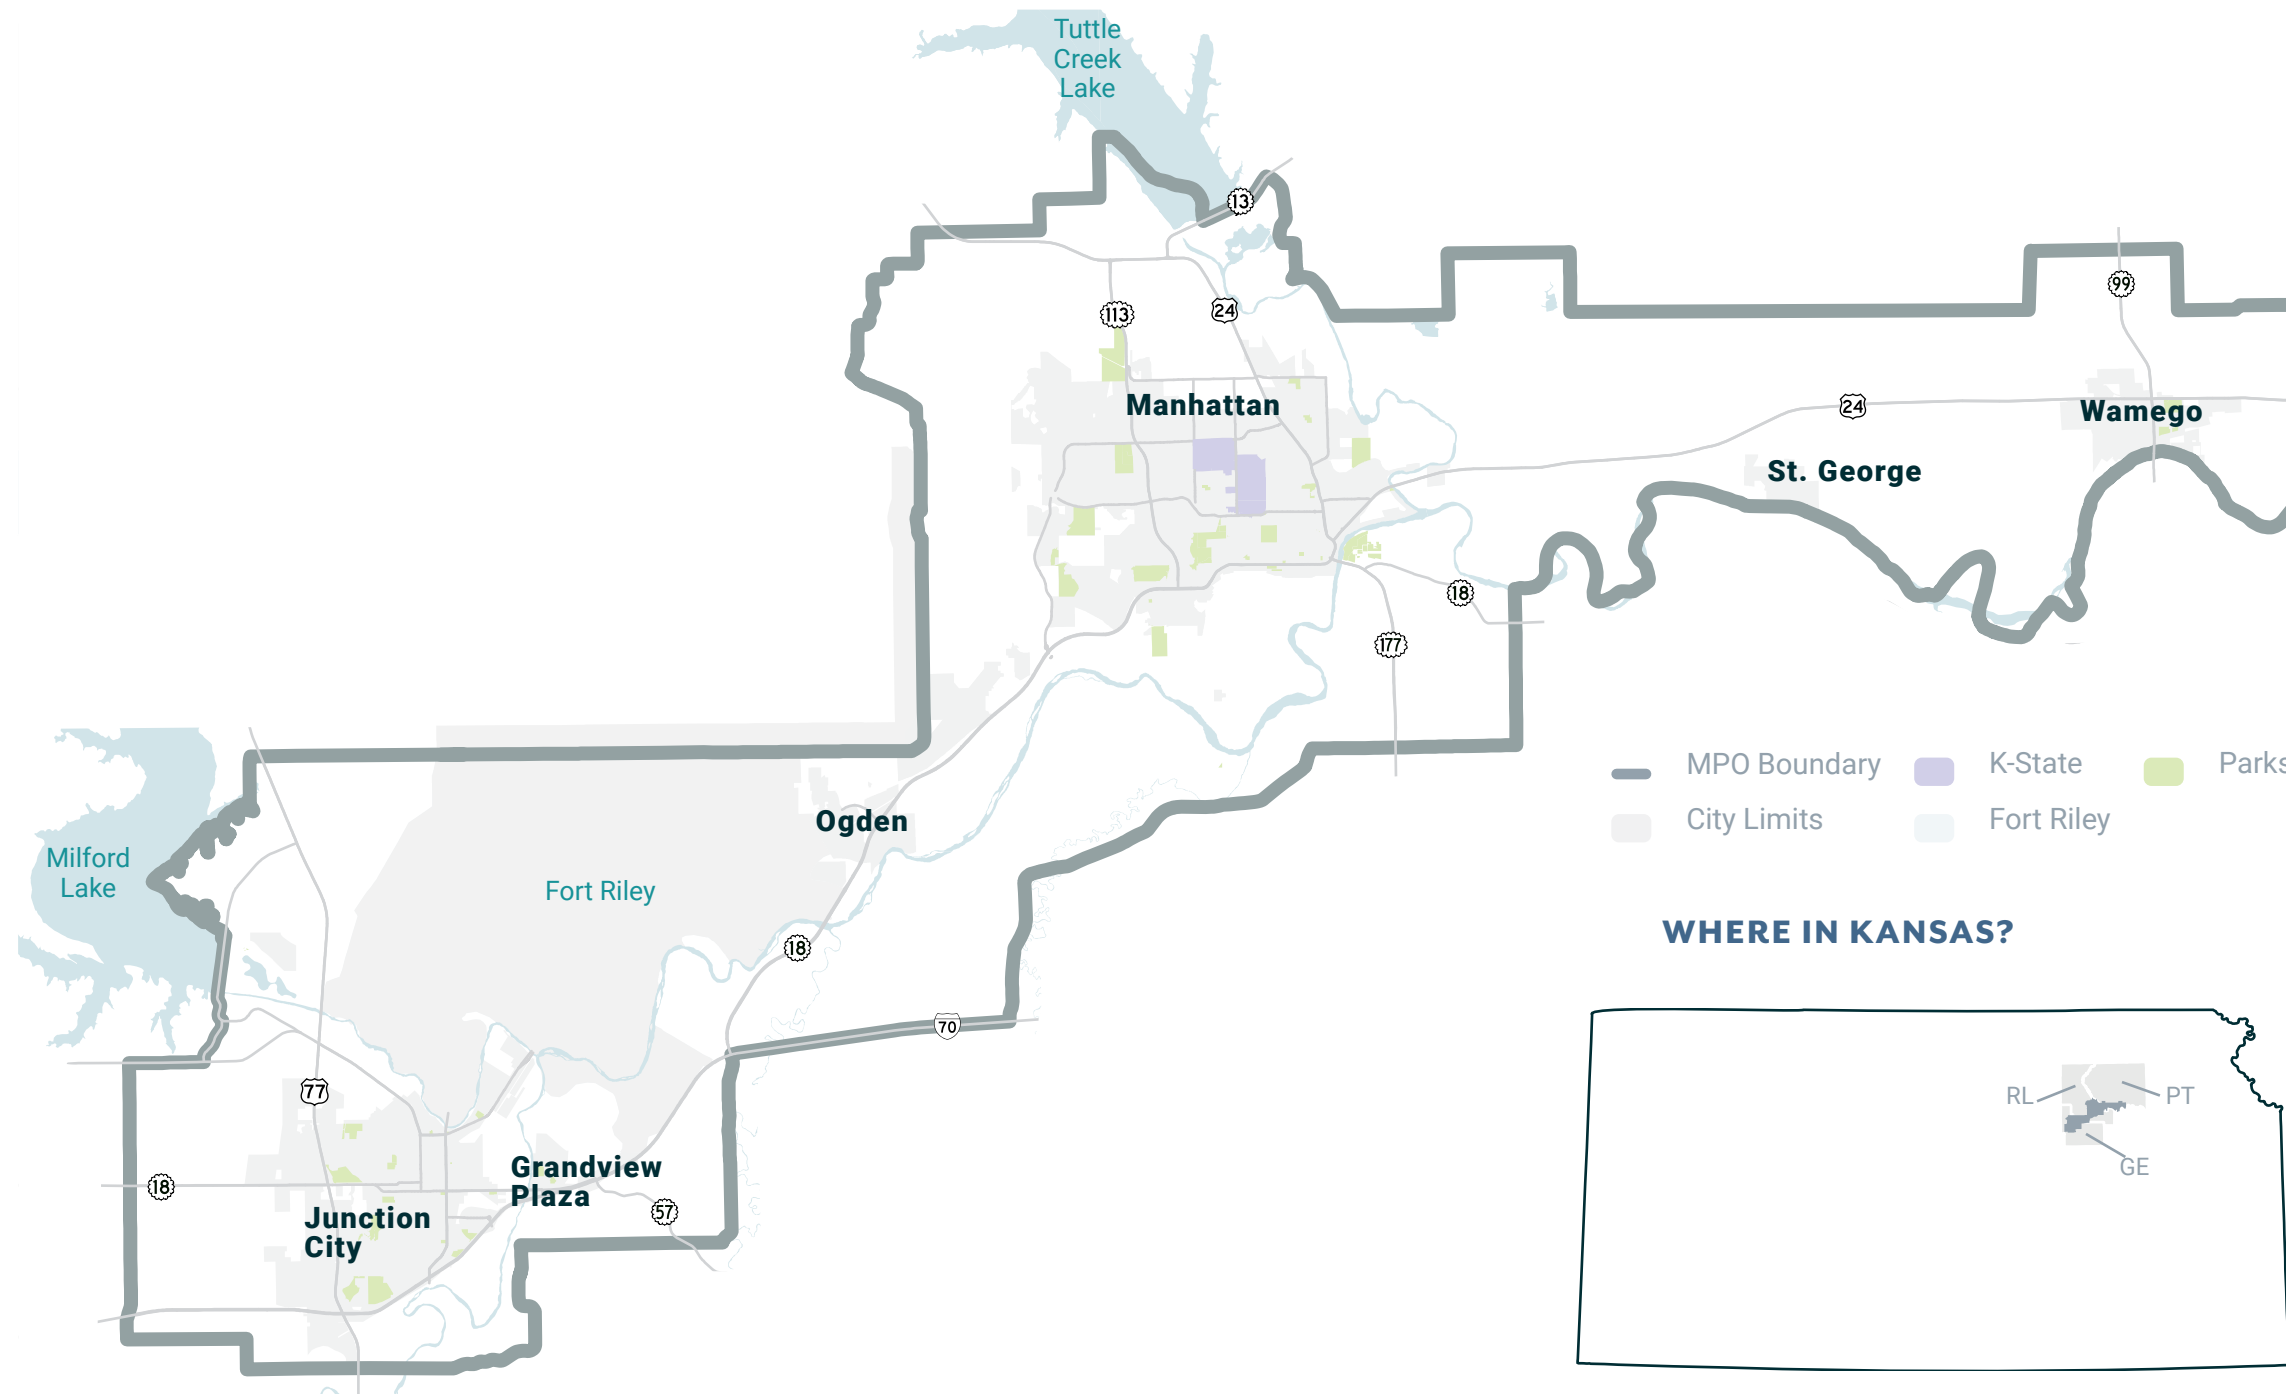 Tuttle
Creek
Lake
13
113
24
99
Manhattan
24
Wamego
St. George
18
177
MPO Boundary
K-State
Parks
City Limits
Fort Riley
Ogden
Milford
Lake
Fort Riley
18
WHERE IN KANSAS?
70
77
RL
PT
GE
Grandview
Plaza
18
57
Junction
City